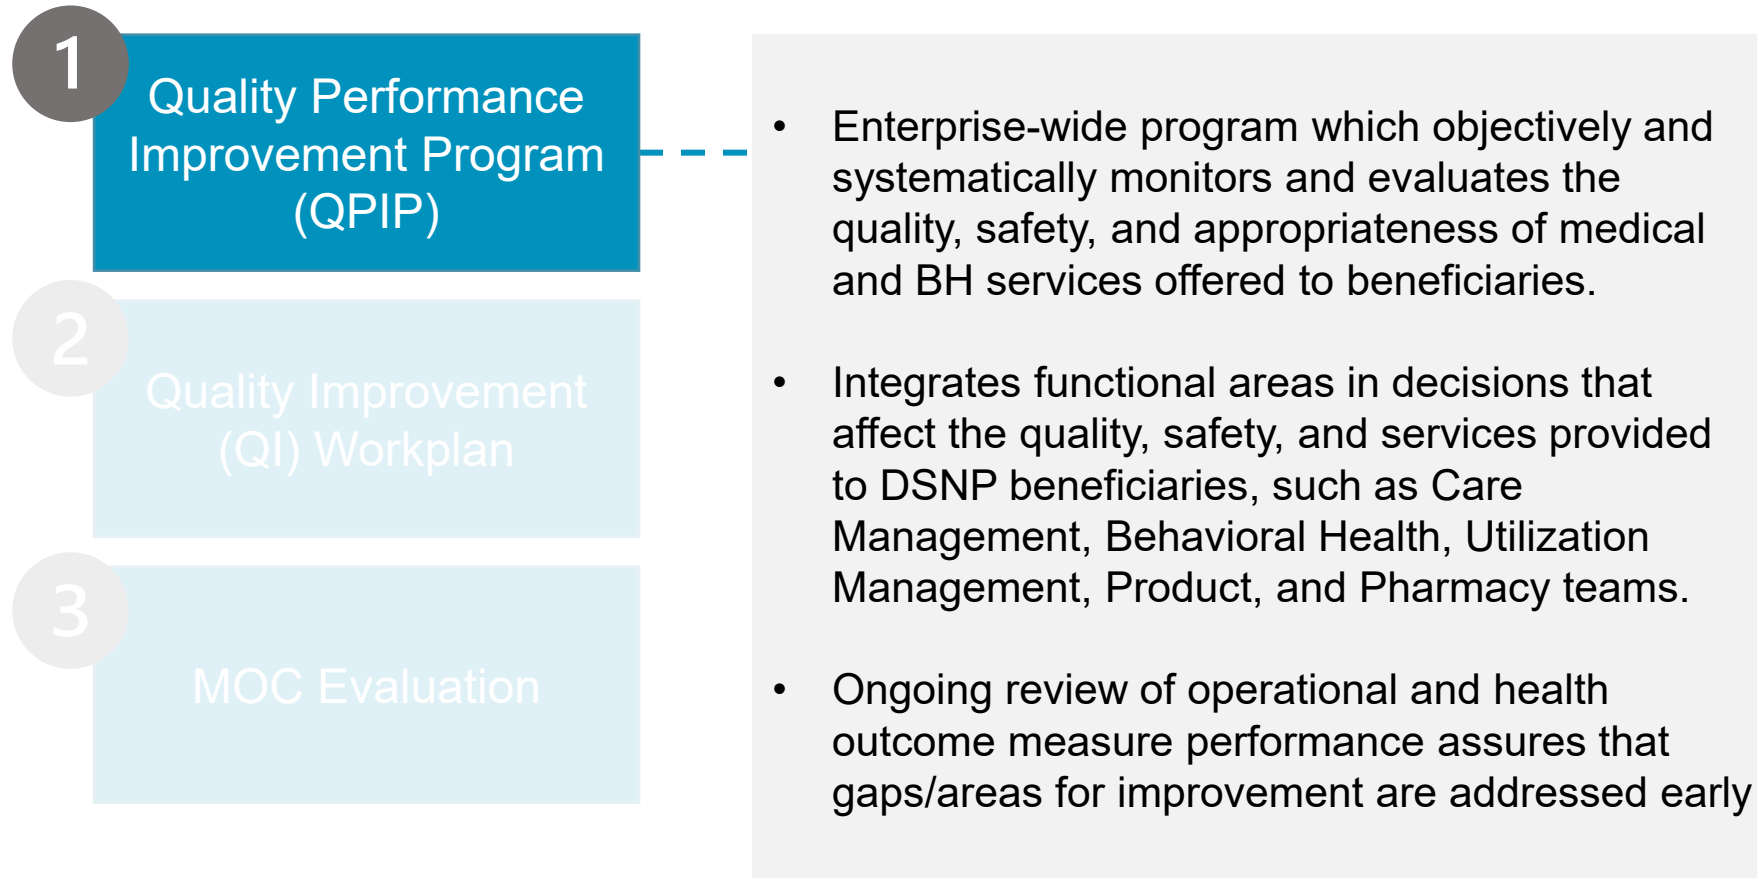 1
Quality Performance
Improvement Program
(QPIP)
2
Quality Improvement
(QI) Workplan
3
MOC Evaluation
• Enterprise-wide program which objectively and
systematically monitors and evaluates the
quality, safety, and appropriateness of medical
and BH services offered to beneficiaries.
• Integrates functional areas in decisions that
affect the quality, safety, and services provided
to DSNP beneficiaries, such as Care
Management, Behavioral Health, Utilization
Management, Product, and Pharmacy teams.
• Ongoing review of operational and health
outcome measure performance assures that
gaps/areas for improvement are addressed early